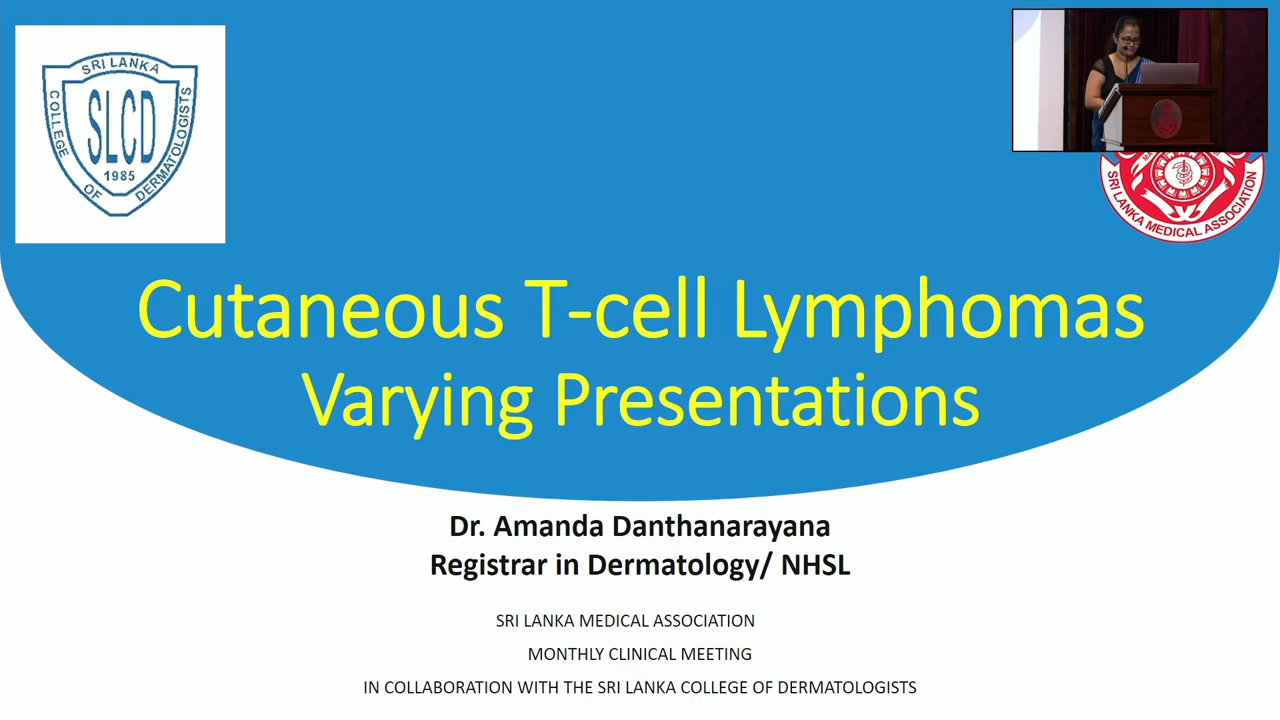 SRI LANKA
COLLEGE OF DERMATOLOGISTS
SLCD
1985
SRI LANKA MEDICAL ASSOCIATION
Cutaneous T-cell Lymphomas
Varying Presentations
Dr. Amanda Danthanarayana
Registrar in Dermatology/ NHSL
SRI LANKA MEDICAL ASSOCIATION
MONTHLY CLINICAL MEETING
IN COLLABORATION WITH THE SRI LANKA COLLEGE OF DERMATOLOGISTS